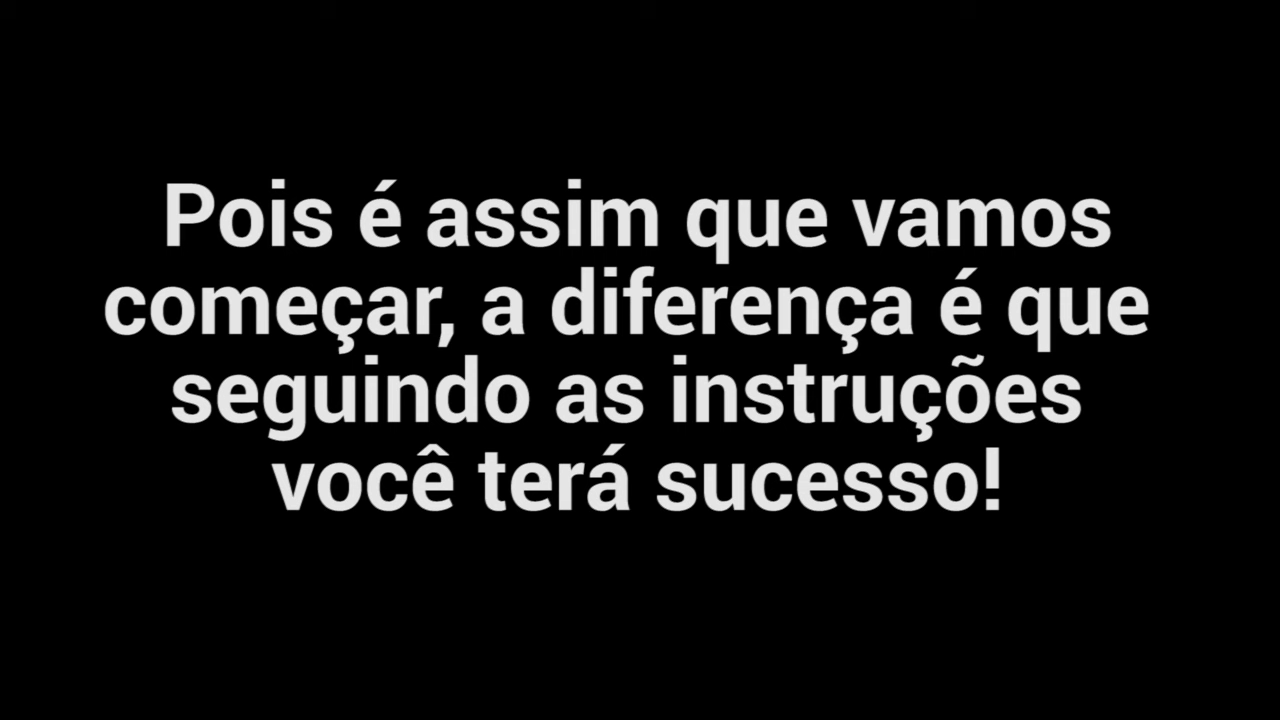 Pois é assim que vamos
começar, a diferença é que
seguindo as instruções
você terá sucesso!